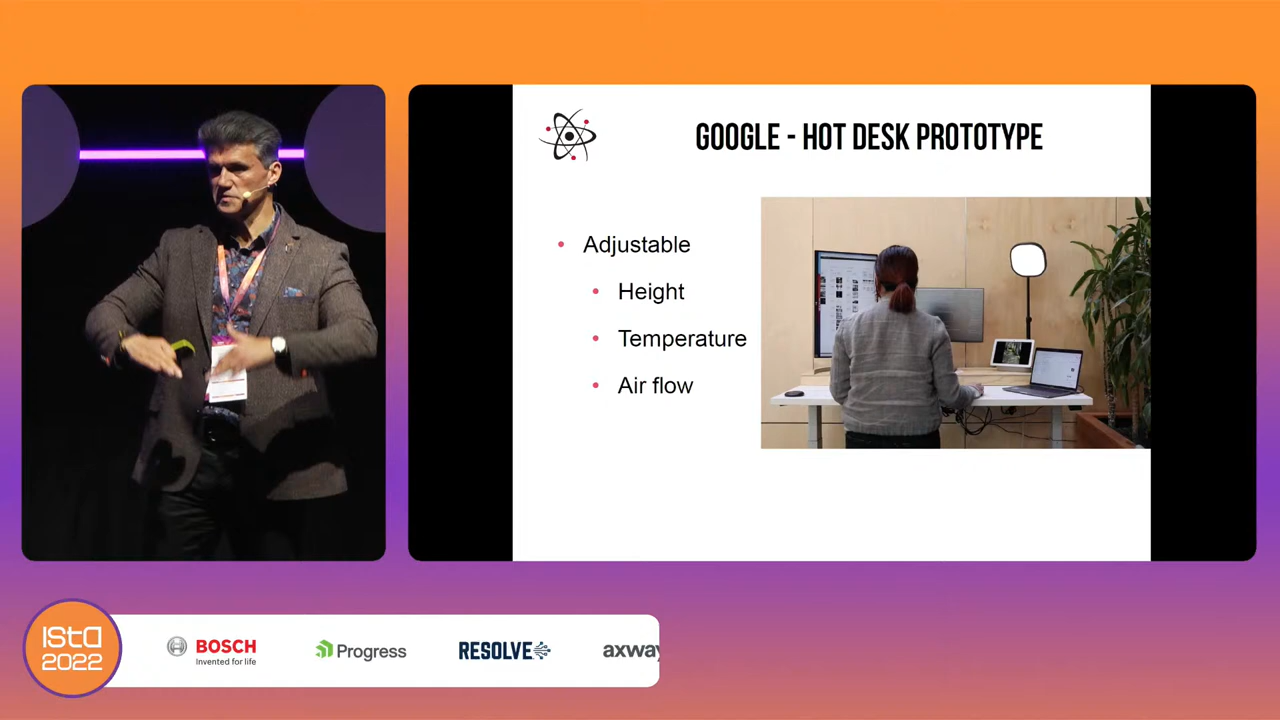 GOOGLE - HOT DESK PROTOTYPE
• Adjustable
• Height
• Temperature
• Air flow
ista
2022
BOSCH
Invented for life
Progress
RESOLVE
axway